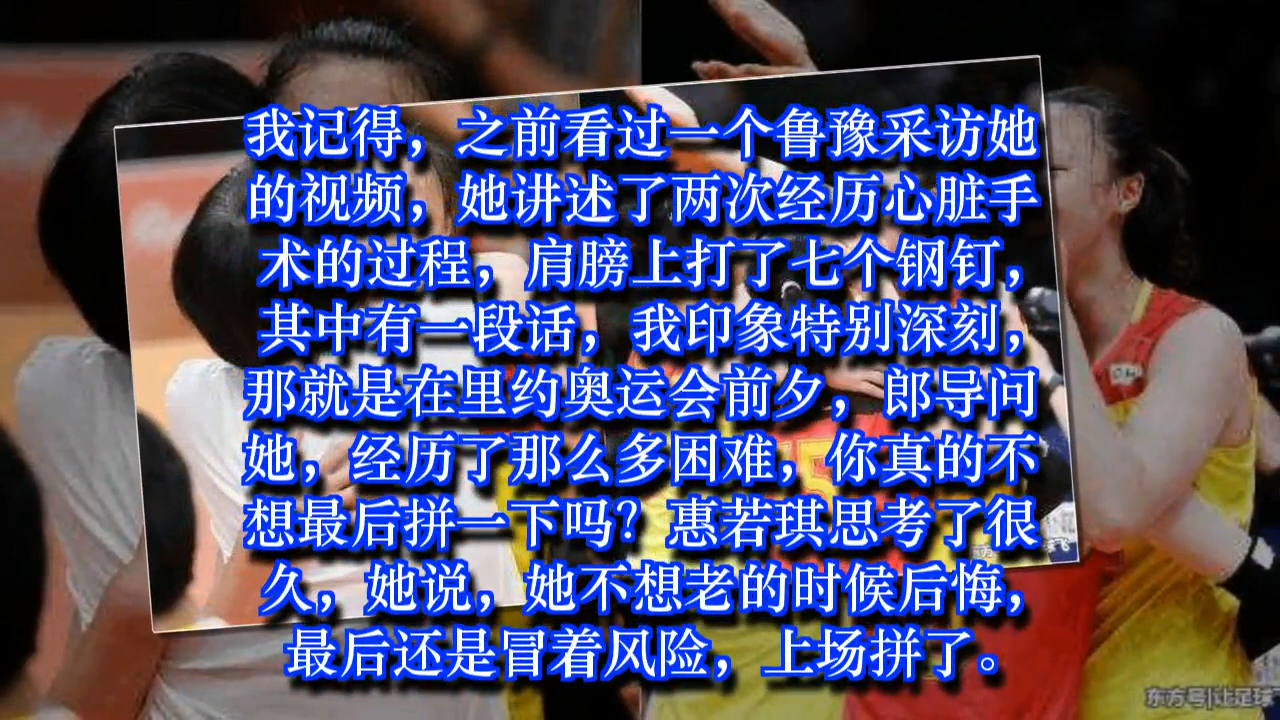 我记得，之前看过一个鲁豫采访她
的视频，她讲述了两次经历心脏手
术的过程，肩膀上打了七个钢钉，
其中有一段话，我印象特别深刻，
那就是在里约奥运会前夕，郎导问
她，经历了那么多困难，你真的不
想最后拼一下吗？惠若琪思考了很
久，她说，她不想老的时候后悔，
最后还是冒着风险，上场拼了。
东方号|让足球